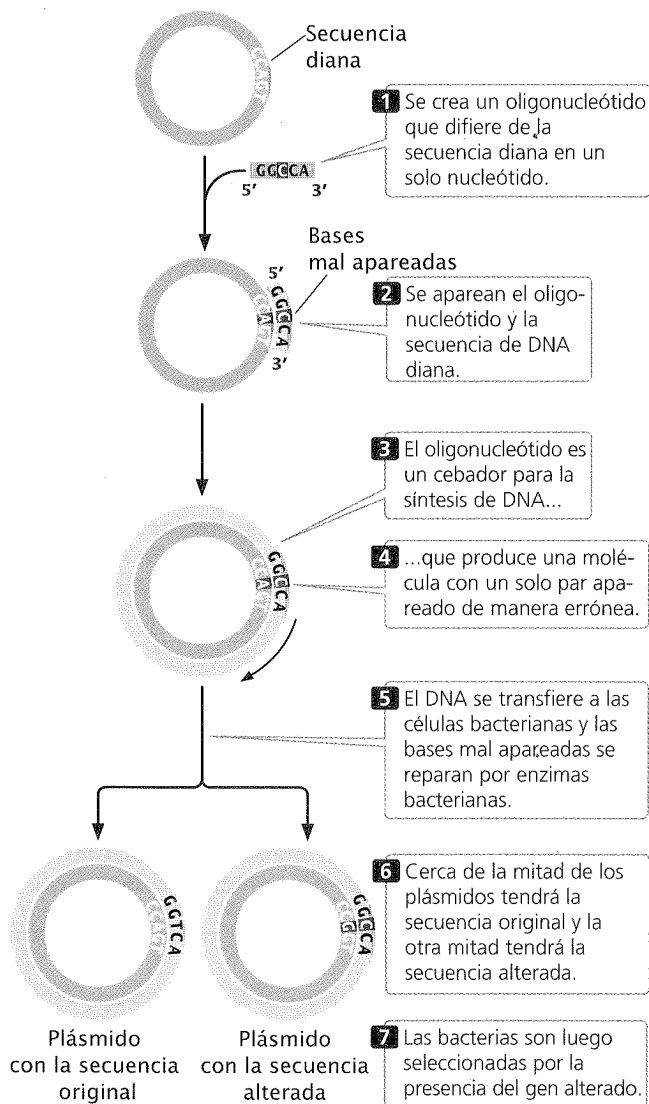 CCAGT
Secuencia
diana
1 Se crea un oligonucleótido
que difiere de la
secuencia diana en un
solo nucleótido.
GGCCA
5' 3'
Bases
mal apareadas
5'
GGCCA
CCAGT
3'
2 Se aparean el oligo-
nucleótido y la
secuencia de DNA
diana.
3 El oligonucleótido es
un cebador para la
síntesis de DNA...
GGCCA
CCAGT
4 ...que produce una molé-
cula con un solo par apa-
reado de manera errónea.
5 El DNA se transfiere a las
células bacterianas y las
bases mal apareadas se
reparan por enzimas
bacterianas.
GGTCA
CCAGT
GGCCA
CCGGT
6 Cerca de la mitad de los
plásmidos tendrá la
secuencia original y la
otra mitad tendrá la
secuencia alterada.
Plásmido
con la secuencia
original
Plásmido
con la secuencia
alterada
7 Las bacterias son luego
seleccionadas por la
presencia del gen alterado.